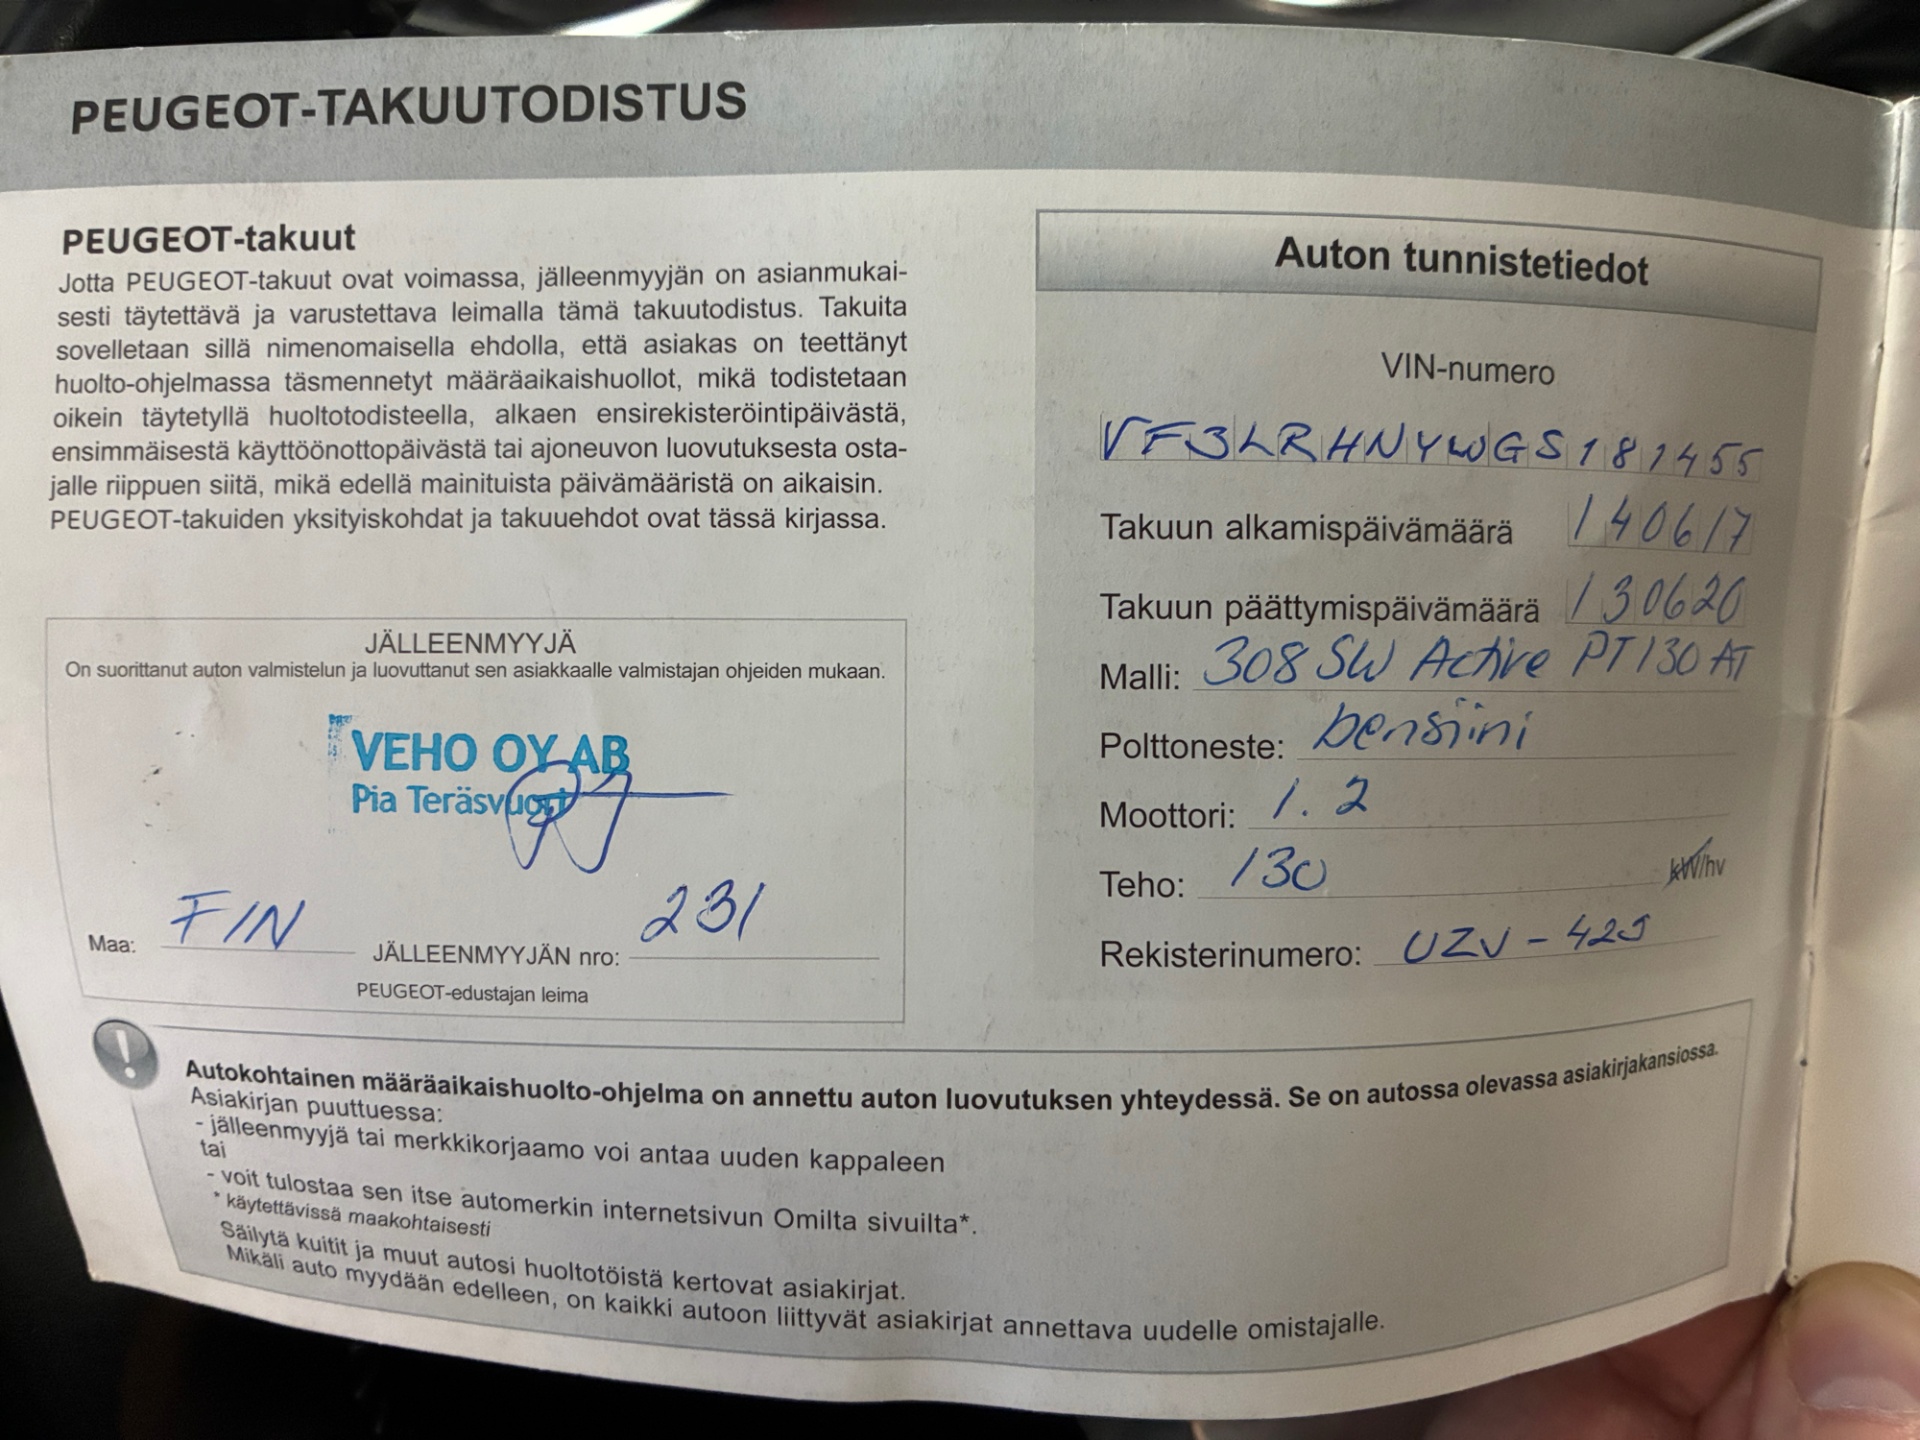 PEUGEOT-TAKUUTODISTUS
PEUGEOT-takuut
Jotta PEUGEOT-takuut ovat voimassa, jälleenmyyjän on asianmukai-
sesti täytettävä ja varustettava leimalla tämä takuutodistus. Takuita
sovelletaan sillä nimenomaisella ehdolla, että asiakas on teettänyt
huolto-ohjelmassa täsmennetyt määräaikaishuollot, mikä todistetaan
oikein täytetyllä huoltotodisteella, alkaen ensirekisteröintipäivästä,
ensimmäisestä käyttöönottopäivästä tai ajoneuvon luovutuksesta osta-
jalle riippuen siitä, mikä edellä mainituista päivämääristä on aikaisin.
PEUGEOT-takuiden yksityiskohdat ja takuuehdot ovat tässä kirjassa.
JÄLLEENMYYJÄ
On suorittanut auton valmistelun ja luovuttanut sen asiakkaalle valmistajan ohjeiden mukaan.
VEHO OY AB
Pia Teräsvuori
Maa: FIN JÄLLEENMYYJÄN nro: 231
PEUGEOT-edustajan leima
Auton tunnistetiedot
VIN-numero
VF3LRHNYWGS181455
Takuun alkamispäivämäärä 140617
Takuun päättymispäivämäärä 130620
Malli: 308 SW Active PT130 AT
Polttoneste: bensiini
Moottori: 1.2
Teho: 130 kW/hv
Rekisterinumero: UZV-425
Autokohtainen määräaikaishuolto-ohjelma on annettu auton luovutuksen yhteydessä. Se on autossa olevassa asiakirjakansiossa.
Asiakirjan puuttuessa:
- jälleenmyyjä tai merkkikorjaamo voi antaa uuden kappaleen
tai
- voit tulostaa sen itse automerkin internetsivun Omilta sivuilta*.
* käytettävissä maakohtaisesti
Säilytä kuitit ja muut autosi huoltotöistä kertovat asiakirjat.
Mikäli auto myydään edelleen, on kaikki autoon liittyvät asiakirjat annettava uudelle omistajalle.